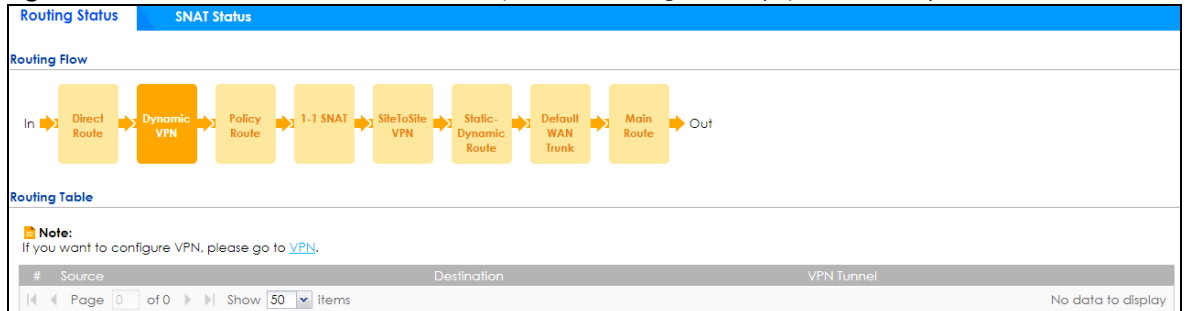 Routing Status SNAT Status
Routing Flow
In Direct Route Dynamic VPN Policy Route 1-1 SNAT SiteToSite VPN Static-Dynamic Route Default WAN Trunk Main Route Out
Routing Table
Note:
If you want to configure VPN, please go to VPN.
# Source Destination VPN Tunnel
Page 0 of 0 Show 50 items No data to display